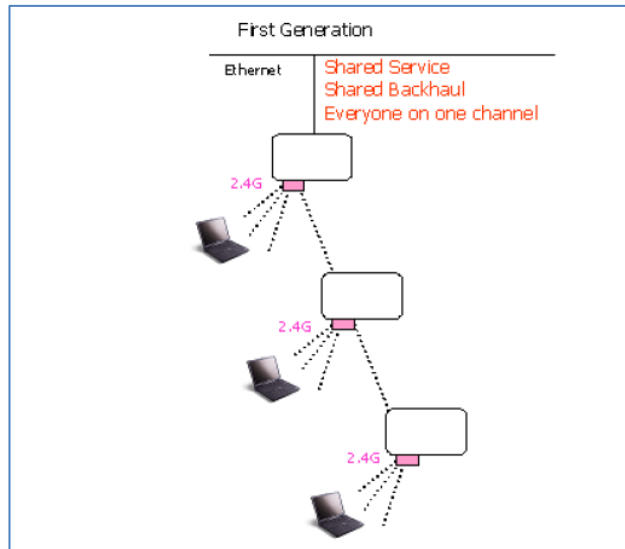 First Generation
Ethernet
Shared Service
Shared Backhaul
Everyone on one channel
2.4G
2.4G
2.4G